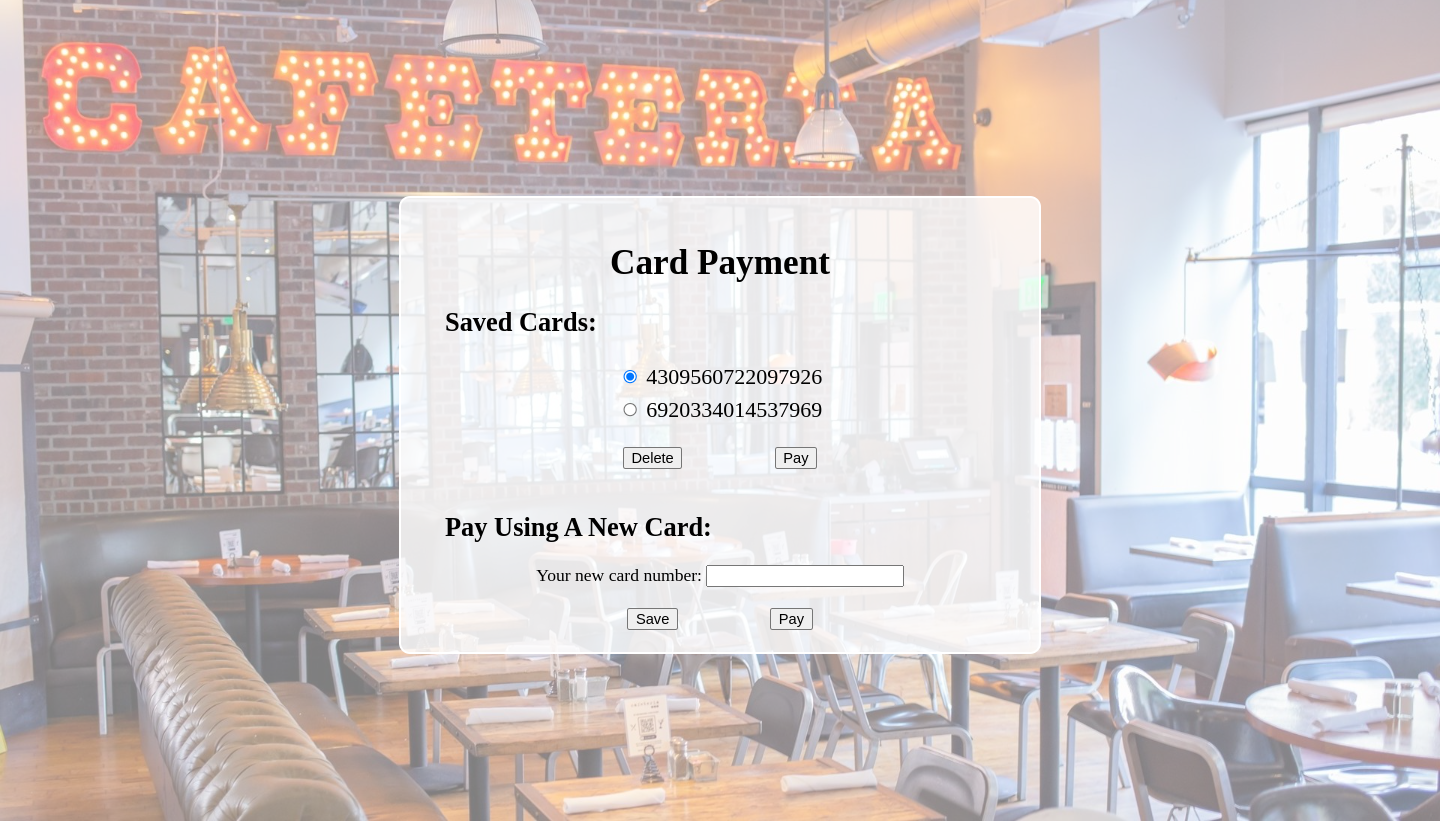 CAFETERIA
Card Payment
Saved Cards:
4309560722097926
6920334014537969
Delete Pay
Pay Using A New Card:
Your new card number:
Save Pay